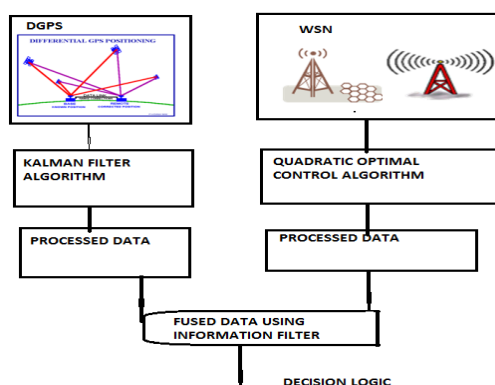 DGPS
DIFFERENTIAL GPS POSITIONING
WSN
KALMAN FILTER
ALGORITHM
QUADRATIC OPTIMAL
CONTROL ALGORITHM
PROCESSED DATA
PROCESSED DATA
FUSED DATA USING
INFORMATION FILTER
DECISION LOGIC